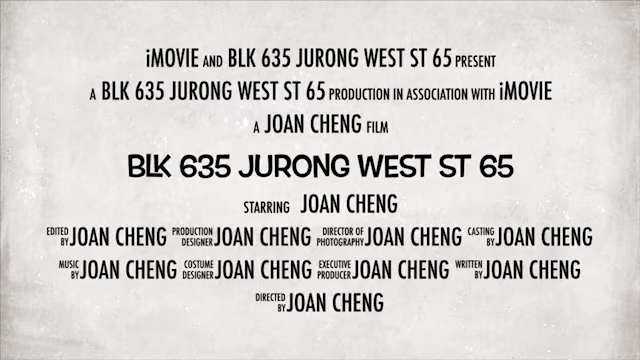 iMOVIE AND BLK 635 JURONG WEST ST 65 PRESENT
A BLK 635 JURONG WEST ST 65 PRODUCTION IN ASSOCIATION WITH iMOVIE
A JOAN CHENG FILM
BLK 635 JURONG WEST ST 65
STARRING JOAN CHENG
EDITED BY JOAN CHENG PRODUCTION DESIGNER JOAN CHENG DIRECTOR OF PHOTOGRAPHY JOAN CHENG CASTING BY JOAN CHENG
MUSIC BY JOAN CHENG COSTUME DESIGNER JOAN CHENG EXECUTIVE PRODUCER JOAN CHENG WRITTEN BY JOAN CHENG
DIRECTED BY JOAN CHENG